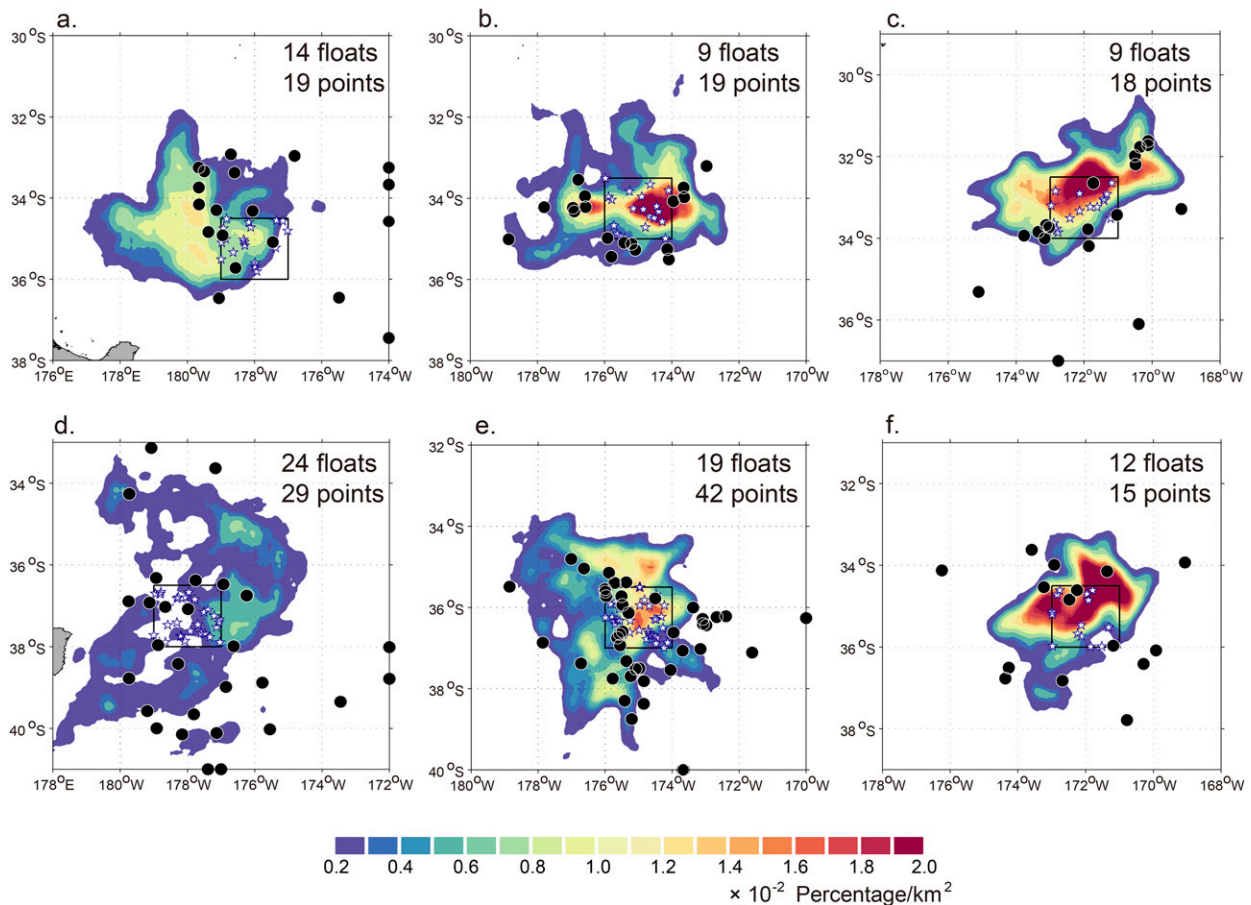 a.
14 floats
19 points
30°S
32°S
34°S
36°S
38°S
176°E
178°E
180°W
178°W
176°W
174°W
b.
9 floats
19 points
30°S
32°S
34°S
36°S
38°S
180°W
178°W
176°W
174°W
172°W
170°W
c.
9 floats
18 points
30°S
32°S
34°S
36°S
178°W
176°W
174°W
172°W
170°W
168°W
d.
24 floats
29 points
34°S
36°S
38°S
40°S
178°E
180°W
178°W
176°W
174°W
172°W
e.
19 floats
42 points
32°S
34°S
36°S
38°S
40°S
180°W
178°W
176°W
174°W
172°W
170°W
f.
12 floats
15 points
32°S
34°S
36°S
38°S
178°W
176°W
174°W
172°W
170°W
168°W
0.2 0.4 0.6 0.8 1.0 1.2 1.4 1.6 1.8 2.0
× 10⁻² Percentage/km²